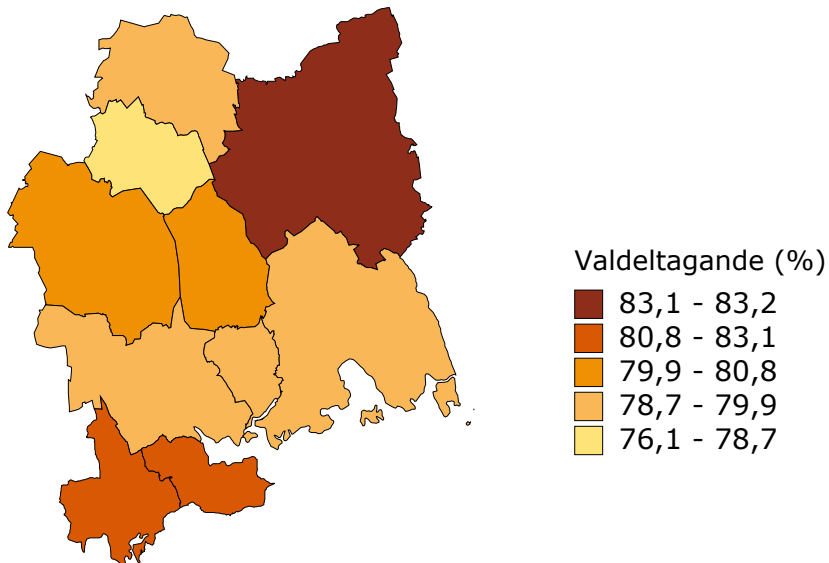 Valdeltagande (%)
83,1 - 83,2
80,8 - 83,1
79,9 - 80,8
78,7 - 79,9
76,1 - 78,7